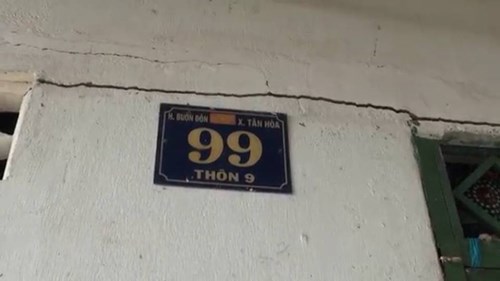 H. BUÔN ĐÔN X. TÂN HÒA
99
THÔN 9